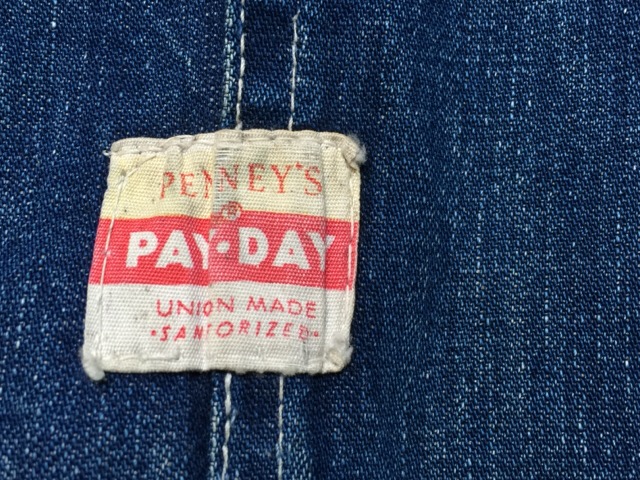 PENNEY'S
®
PAY·DAY
UNION MADE
·SANFORIZED·